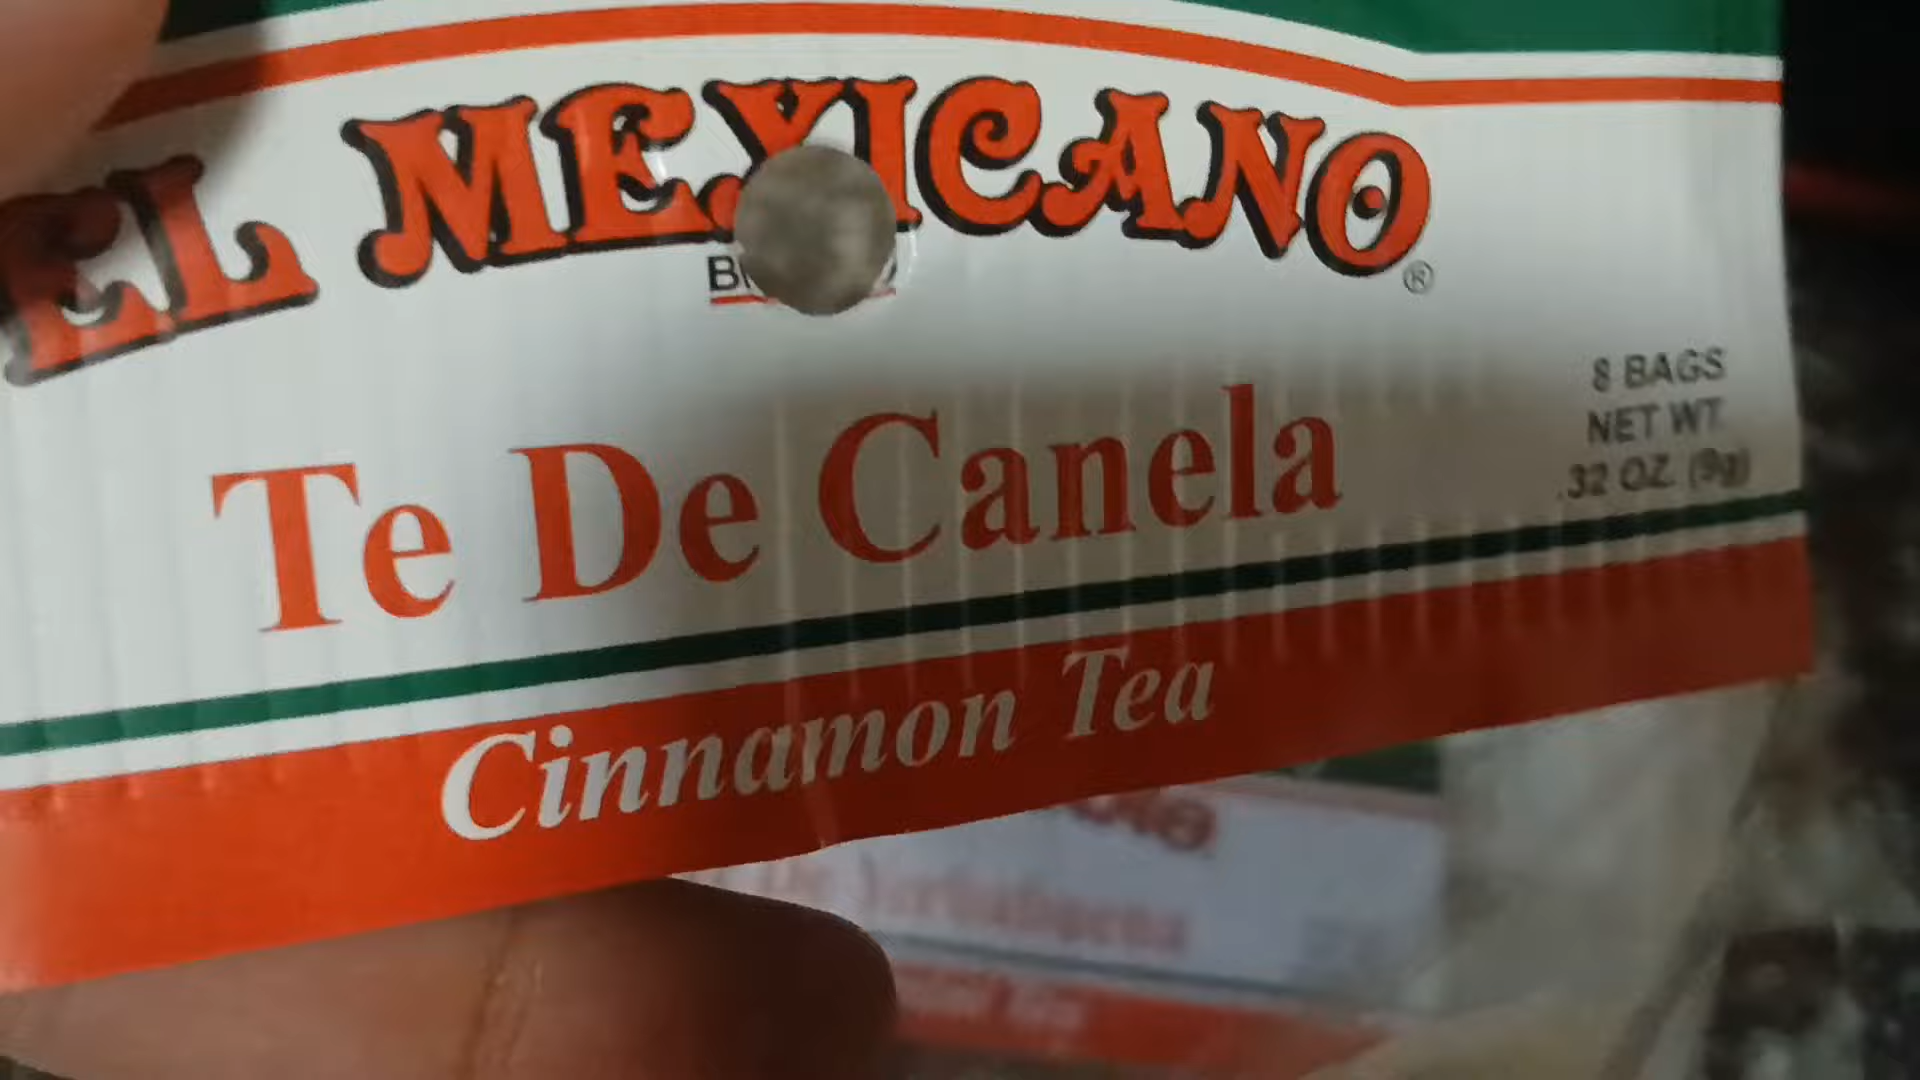 EL MEXICANO
®
Te De Canela
8 BAGS
NET WT.
.32 OZ. (9g)
Cinnamon Tea